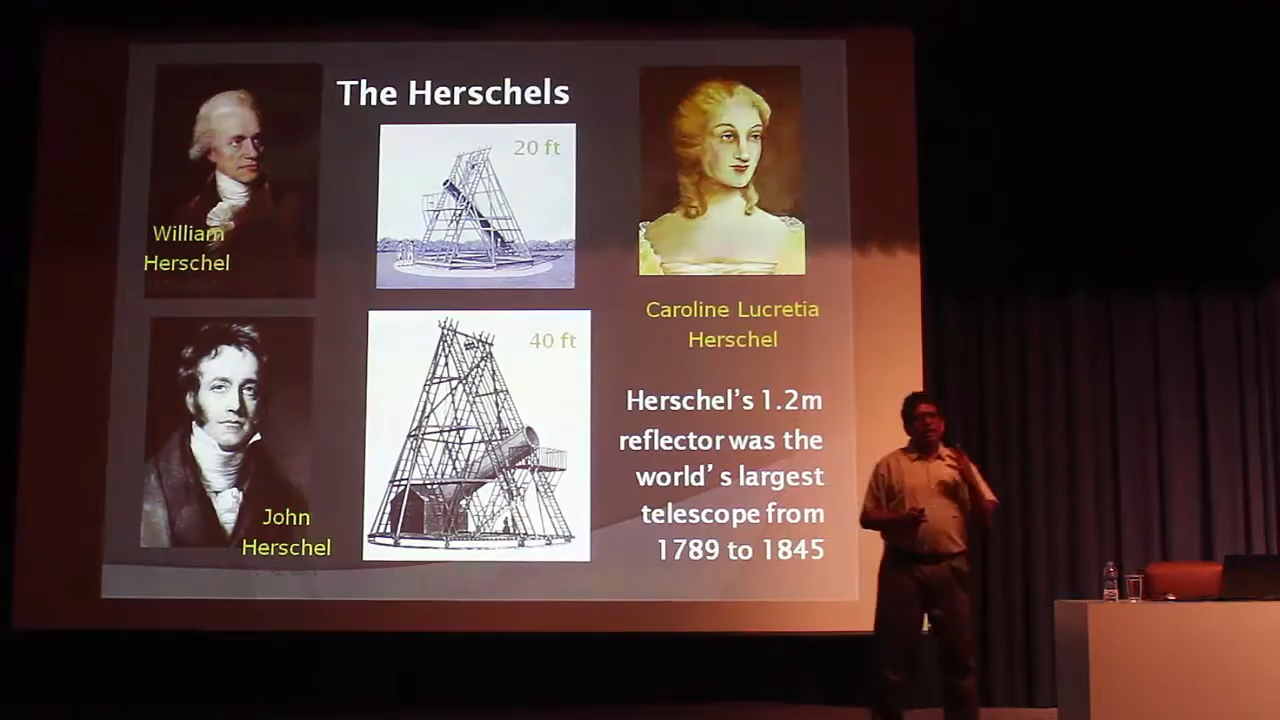 The Herschels
William
Herschel
20 ft
Caroline Lucretia
Herschel
John
Herschel
40 ft
Herschel's 1.2m
reflector was the
world's largest
telescope from
1789 to 1845